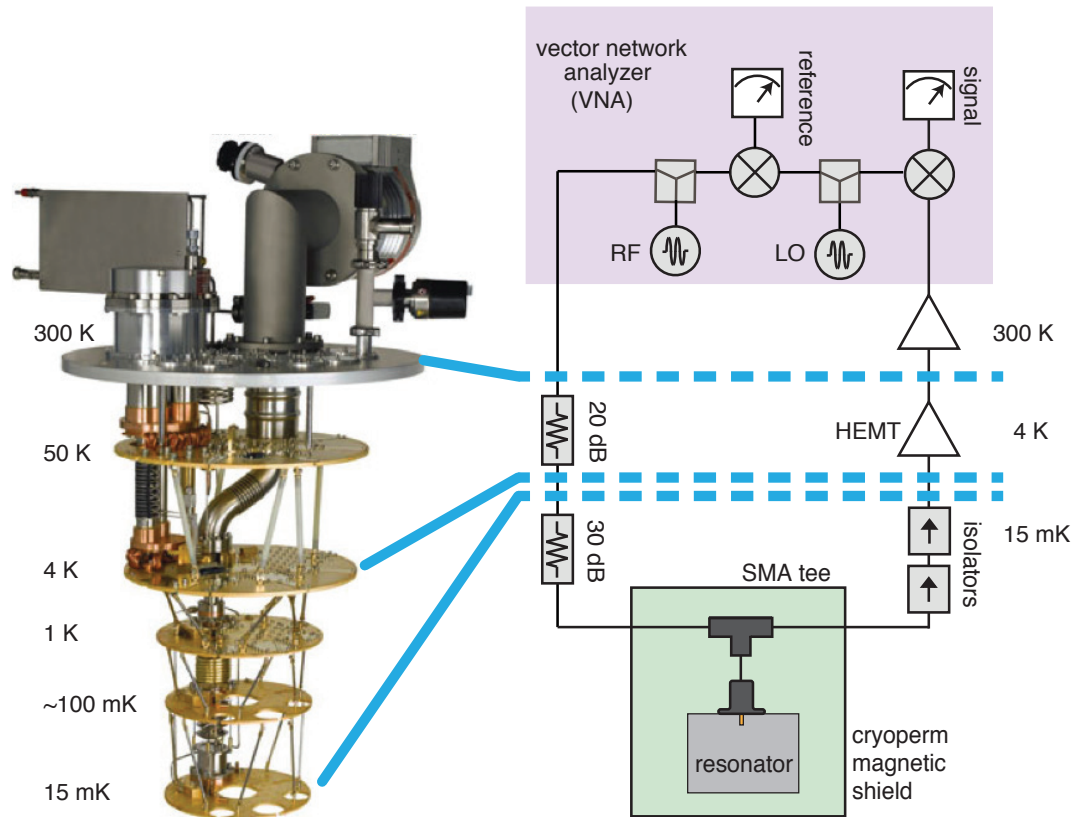 vector network
analyzer
(VNA)
reference
signal
RF
LO
300 K
300 K
20 dB
HEMT
4 K
50 K
30 dB
isolators
15 mK
4 K
SMA tee
1 K
~100 mK
resonator
cryoperm
magnetic
shield
15 mK